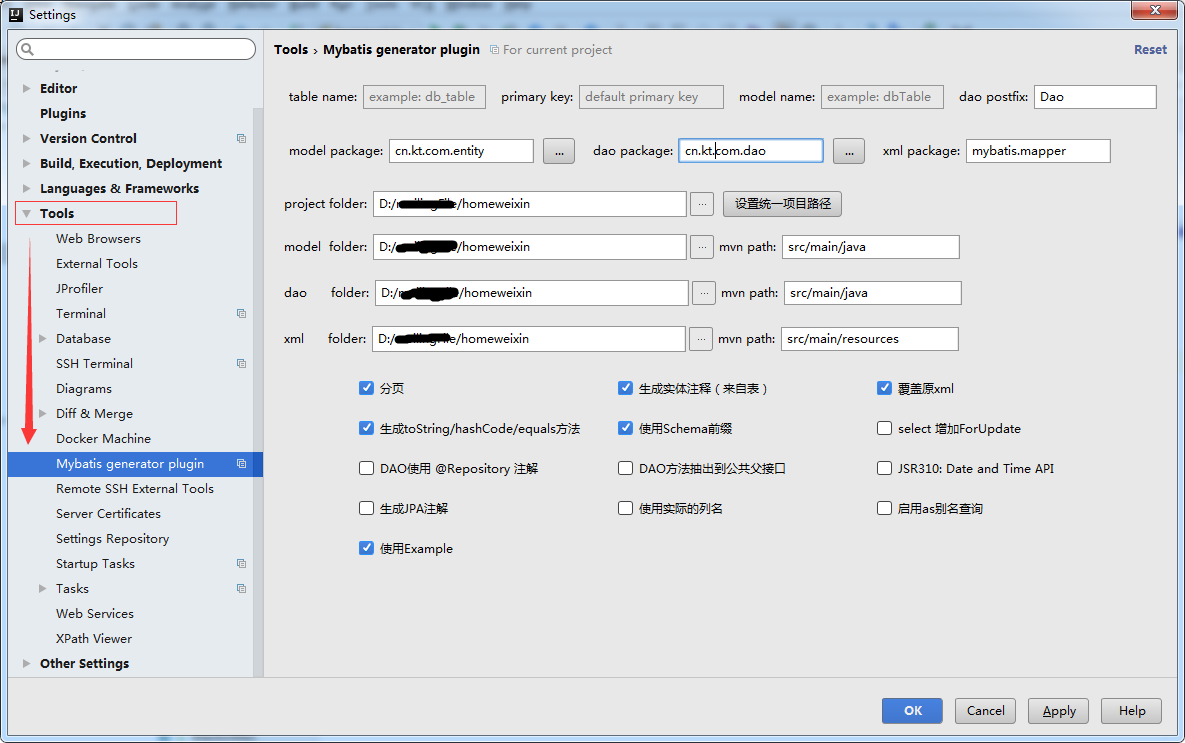 Settings
Editor
Plugins
Version Control
Build, Execution, Deployment
Languages & Frameworks
Tools
Web Browsers
External Tools
JProfiler
Terminal
Database
SSH Terminal
Diagrams
Diff & Merge
Docker Machine
Mybatis generator plugin
Remote SSH External Tools
Server Certificates
Settings Repository
Startup Tasks
Tasks
Web Services
XPath Viewer
Other Settings
Tools › Mybatis generator plugin For current project Reset
table name: example: db_table primary key: default primary key model name: example: dbTable dao postfix: Dao
model package: cn.kt.com.entity ... dao package: cn.kt.com.dao ... xml package: mybatis.mapper
project folder: D:/ /homeweixin ... 设置统一项目路径
model folder: D:/ /homeweixin ... mvn path: src/main/java
dao folder: D:/ /homeweixin ... mvn path: src/main/java
xml folder: D:/ /homeweixin ... mvn path: src/main/resources
分页 生成实体注释（来自表） 覆盖原xml
生成toString/hashCode/equals方法 使用Schema前缀 select 增加ForUpdate
DAO使用 @Repository 注解 DAO方法抽出到公共父接口 JSR310: Date and Time API
生成JPA注解 使用实际的列名 启用as别名查询
使用Example
OK Cancel Apply Help